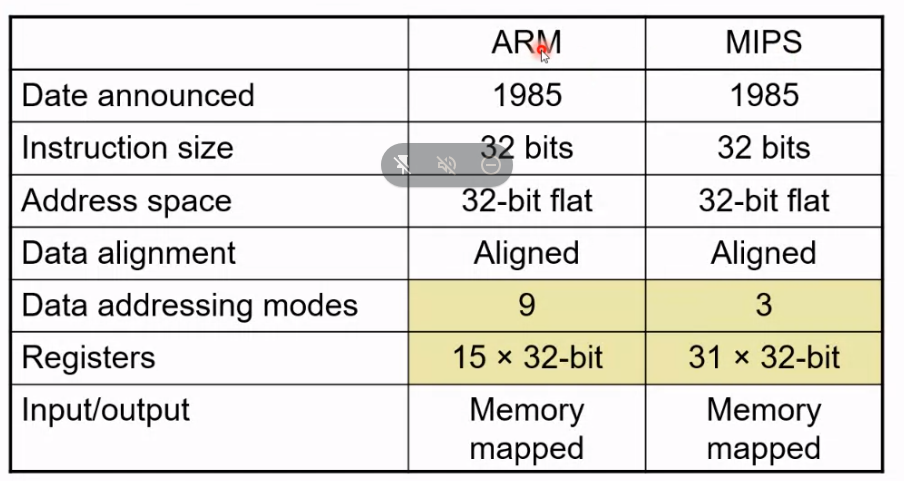 ARM MIPS
Date announced 1985 1985
Instruction size 32 bits 32 bits
Address space 32-bit flat 32-bit flat
Data alignment Aligned Aligned
Data addressing modes 9 3
Registers 15 × 32-bit 31 × 32-bit
Input/output Memory Memory
mapped mapped